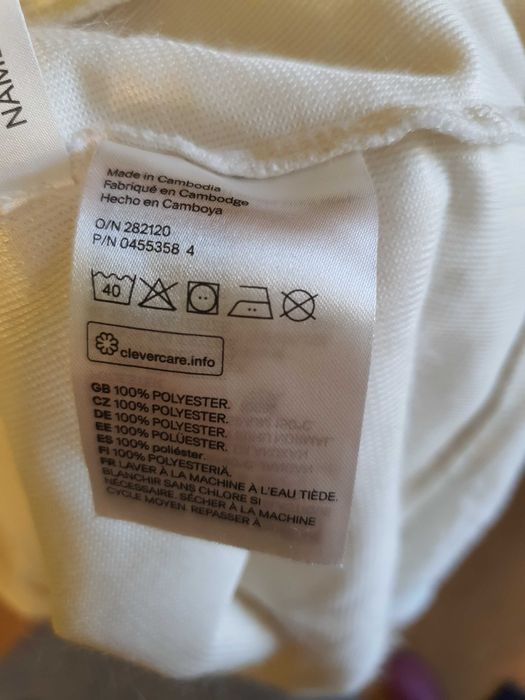 NAME
Made in Cambodia
Fabriqué en Cambodge
Hecho en Camboya
O/N 282120
P/N 0455358 4
40
clevercare.info
GB 100% POLYESTER.
CZ 100% POLYESTER.
DE 100% POLYESTER.
EE 100% POLÜESTER.
ES 100% poliéster.
FI 100% POLYESTERIÄ.
FR LAVER À LA MACHINE À L'EAU TIÈDE.
BLANCHIR SANS CHLORE SI
NÉCESSAIRE. SÉCHER À LA MACHINE
CYCLE MOYEN. REPASSER À